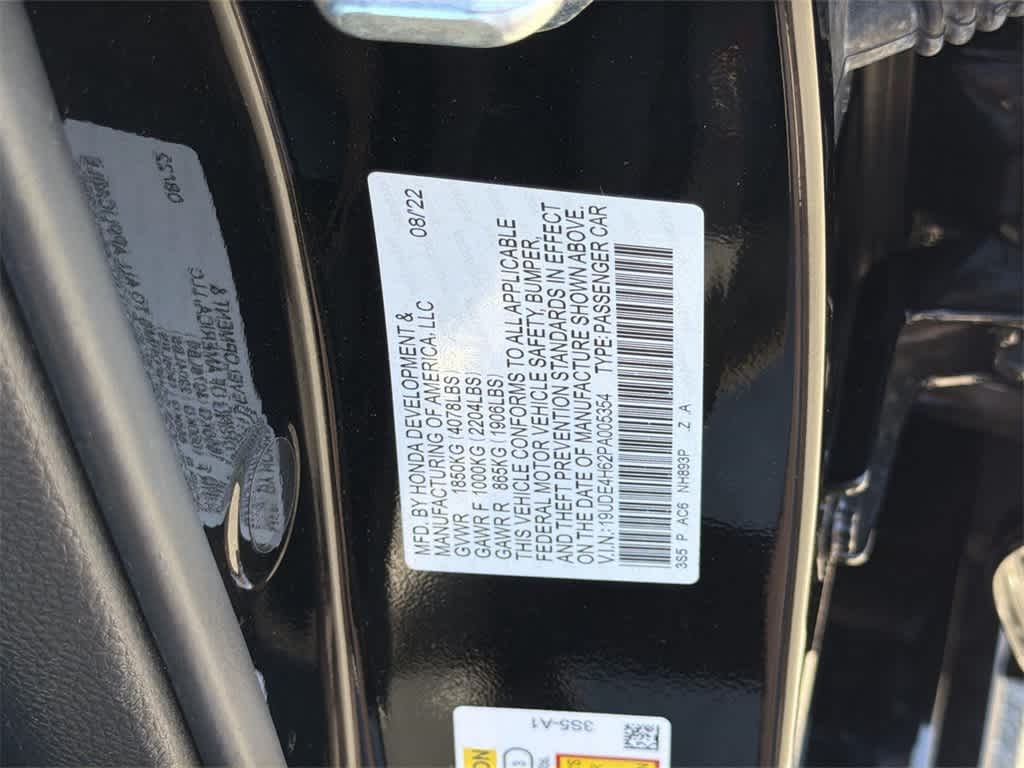 MFD. BY HONDA DEVELOPMENT &
MANUFACTURING OF AMERICA, LLC 08/22
GVWR 1850KG (4078LBS)
GAWR F 1000KG (2204LBS)
GAWR R 865KG (1906LBS)
THIS VEHICLE CONFORMS TO ALL APPLICABLE
FEDERAL MOTOR VEHICLE SAFETY, BUMPER,
AND THEFT PREVENTION STANDARDS IN EFFECT
ON THE DATE OF MANUFACTURE SHOWN ABOVE.
V.I.N:19UDE4H62PA005354 TYPE:PASSENGER CAR
3S5 P AC6 NH893P Z A
3S5-A1
3